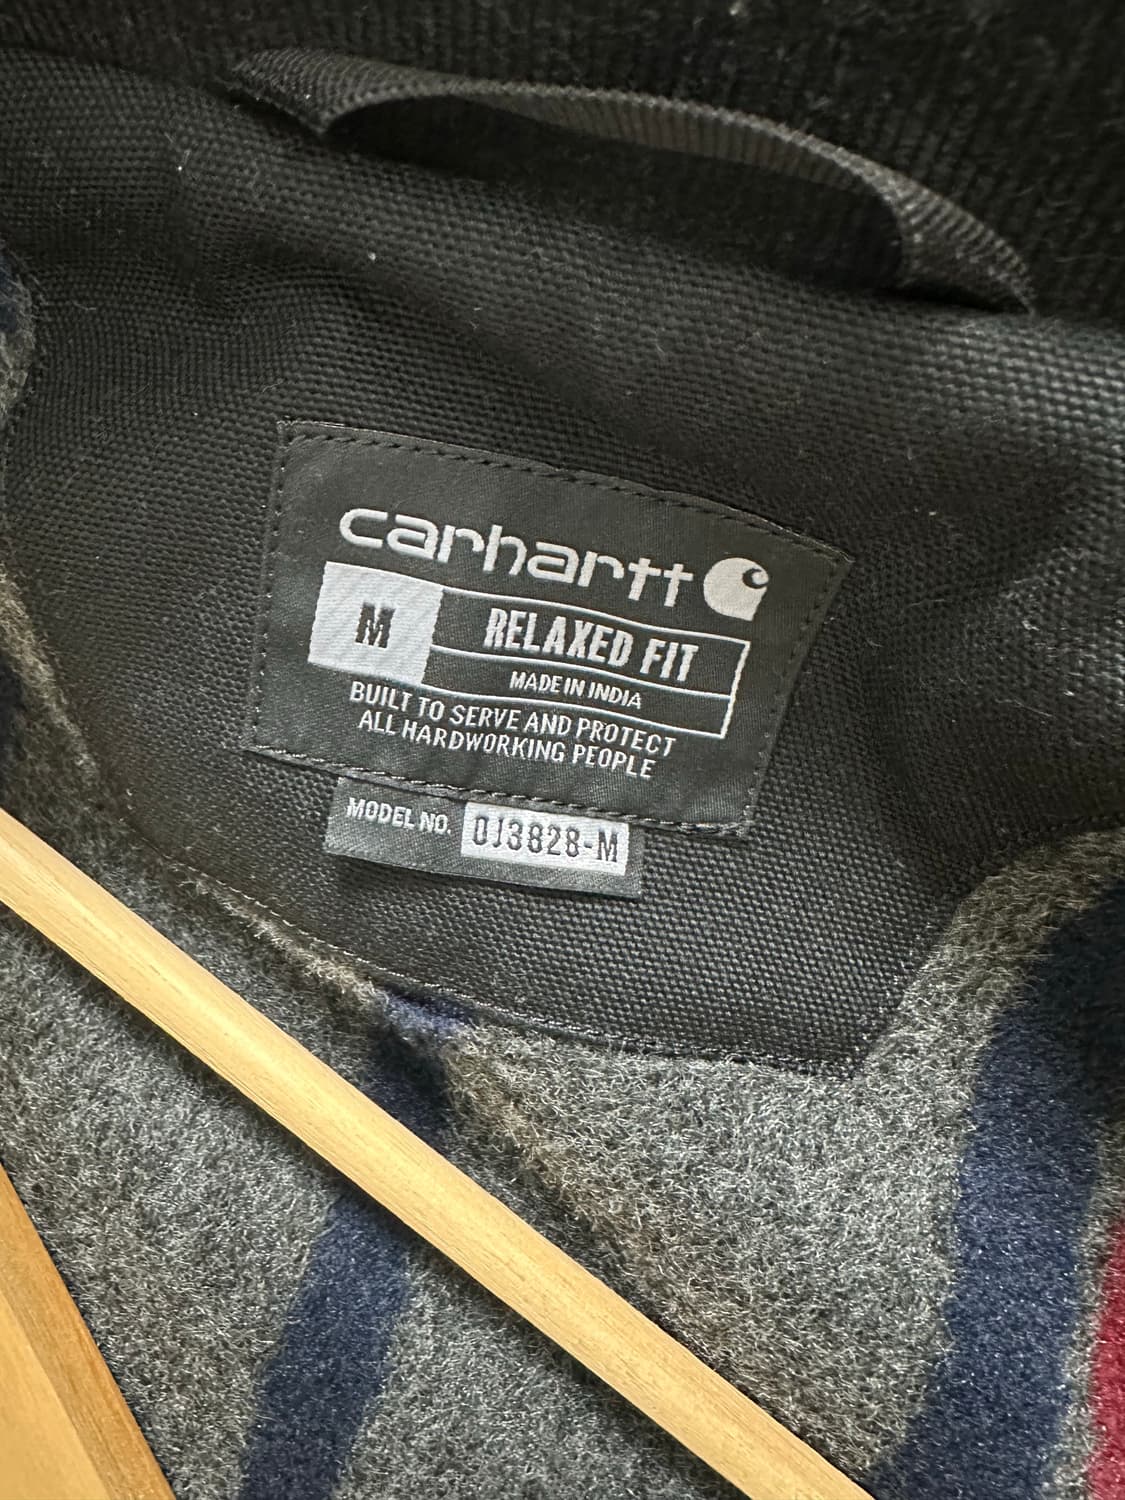 carhartt
M
RELAXED FIT
MADE IN INDIA
BUILT TO SERVE AND PROTECT
ALL HARDWORKING PEOPLE
MODEL NO. OJ3828-M